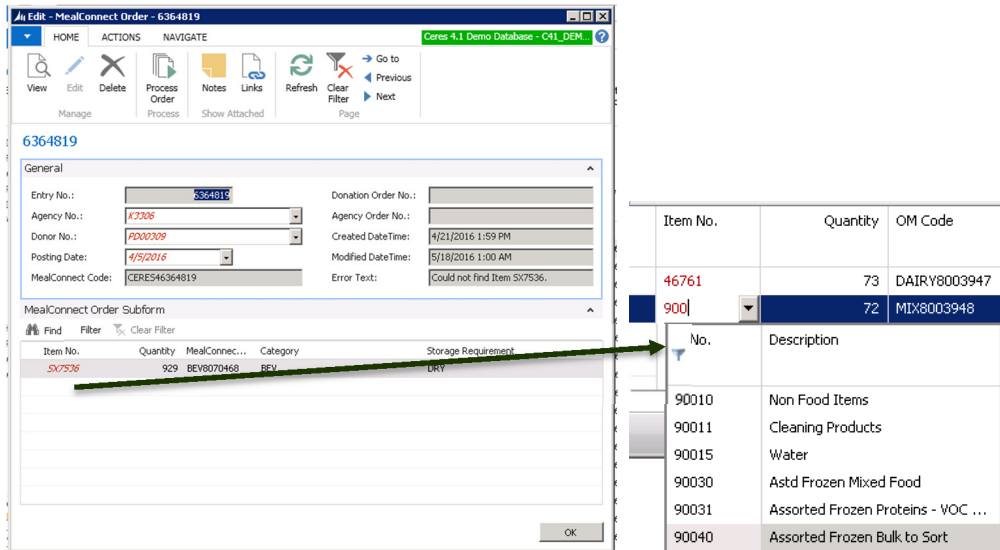 Edit - MealConnect Order - 6364819
HOME ACTIONS NAVIGATE Ceres 4.1 Demo Database - C41_DEM...
View Edit Delete Process Order Notes Links Refresh Clear Filter Go to Previous Next
Manage Process Show Attached Page
6364819
General
Entry No.: 6364819 Donation Order No.:
Agency No.: K3306 Agency Order No.:
Donor No.: PD00309 Created DateTime: 4/21/2016 1:59 PM
Posting Date: 4/5/2016 Modified DateTime: 5/18/2016 1:00 AM
MealConnect Code: CERES46364819 Error Text: Could not find Item SX7536.
MealConnect Order Subform
Find Filter Clear Filter
Item No. Quantity MealConnec... Category Storage Requirement
SX7536 929 BEV8070468 BEV DRY
OK
Item No. Quantity OM Code
46761 73 DAIRY8003947
900 72 MIX8003948
No. Description
90010 Non Food Items
90011 Cleaning Products
90015 Water
90030 Astd Frozen Mixed Food
90031 Assorted Frozen Proteins - VOC ...
90040 Assorted Frozen Bulk to Sort